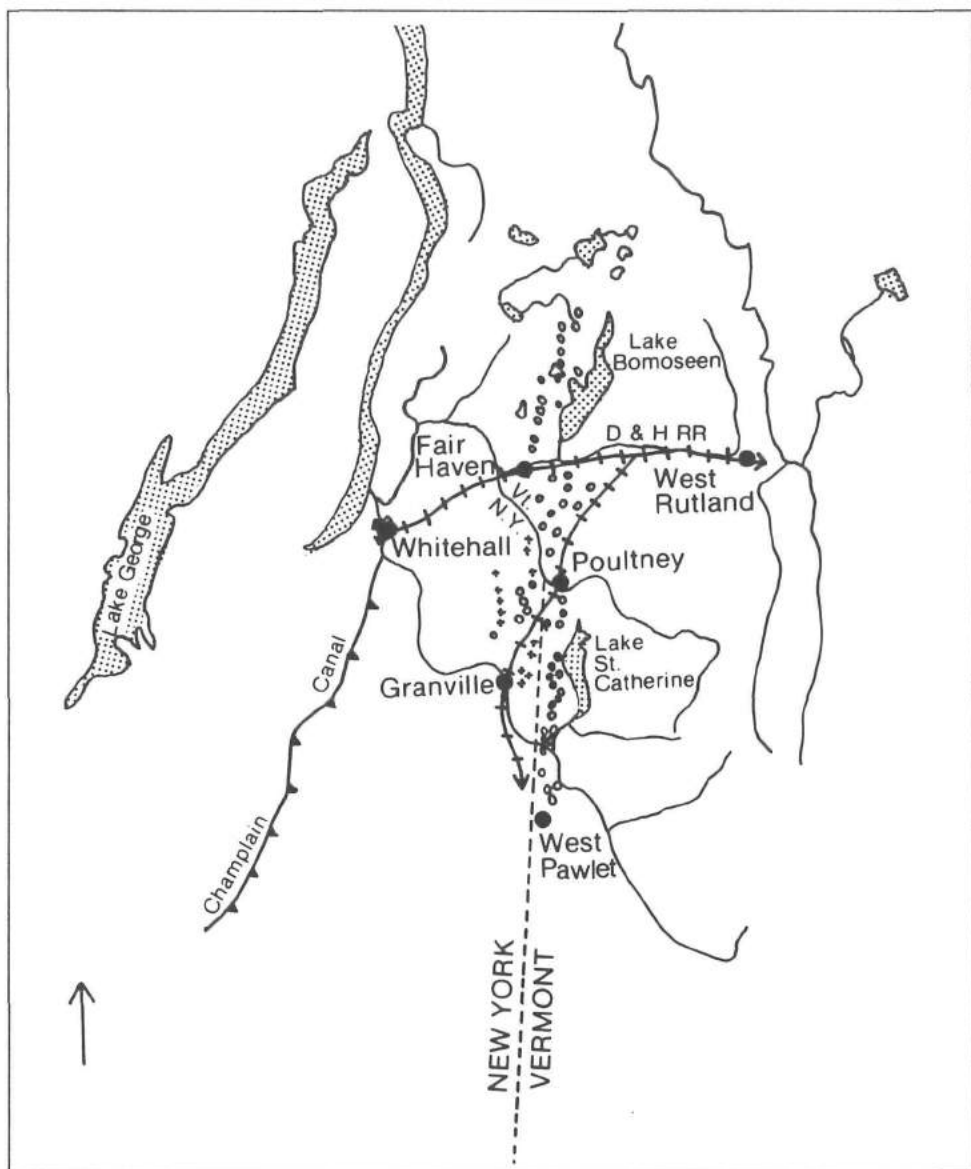 Lake
Bomoseen
D & H RR
Fair
Haven
West
Rutland
Vt.
N.Y.
Whitehall
Poultney
Lake George
Canal
Lake
St.
Catherine
Granville
Champlain
West
Pawlet
NEW YORK
VERMONT